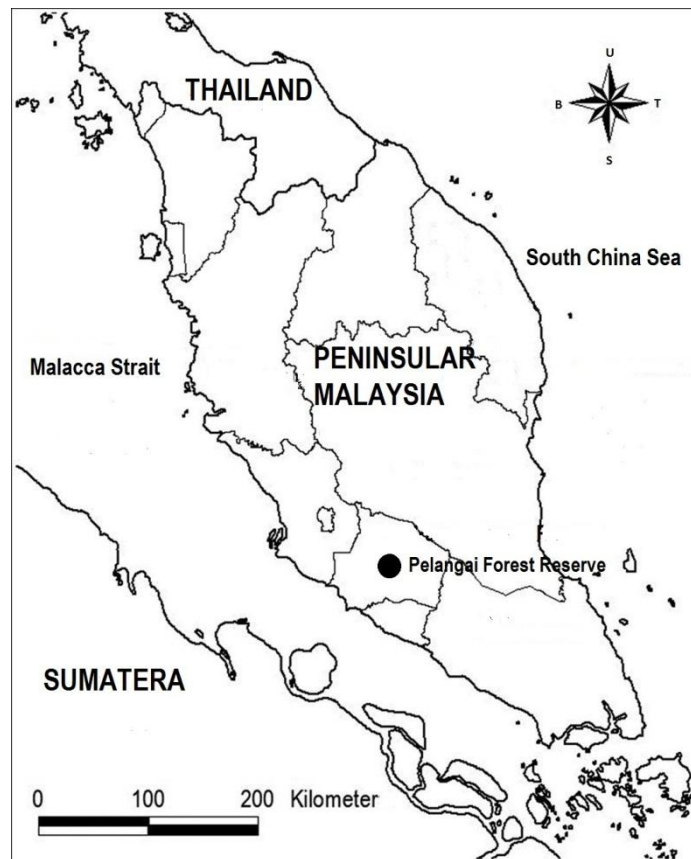 U
THAILAND
B
T
S
South China Sea
PENINSULAR
MALAYSIA
Malacca Strait
Pelangai Forest Reserve
SUMATERA
0
100
200
Kilometer